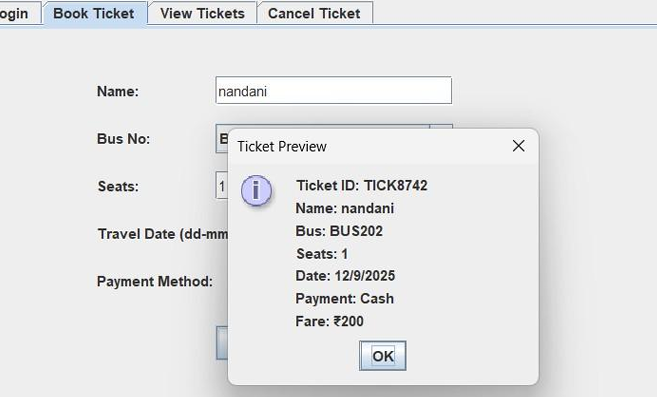 ogin Book Ticket View Tickets Cancel Ticket
Name: nandani
Bus No: B
Seats: 1
Travel Date (dd-mm
Payment Method:
Ticket Preview
Ticket ID: TICK8742
Name: nandani
Bus: BUS202
Seats: 1
Date: 12/9/2025
Payment: Cash
Fare: ₹200
OK